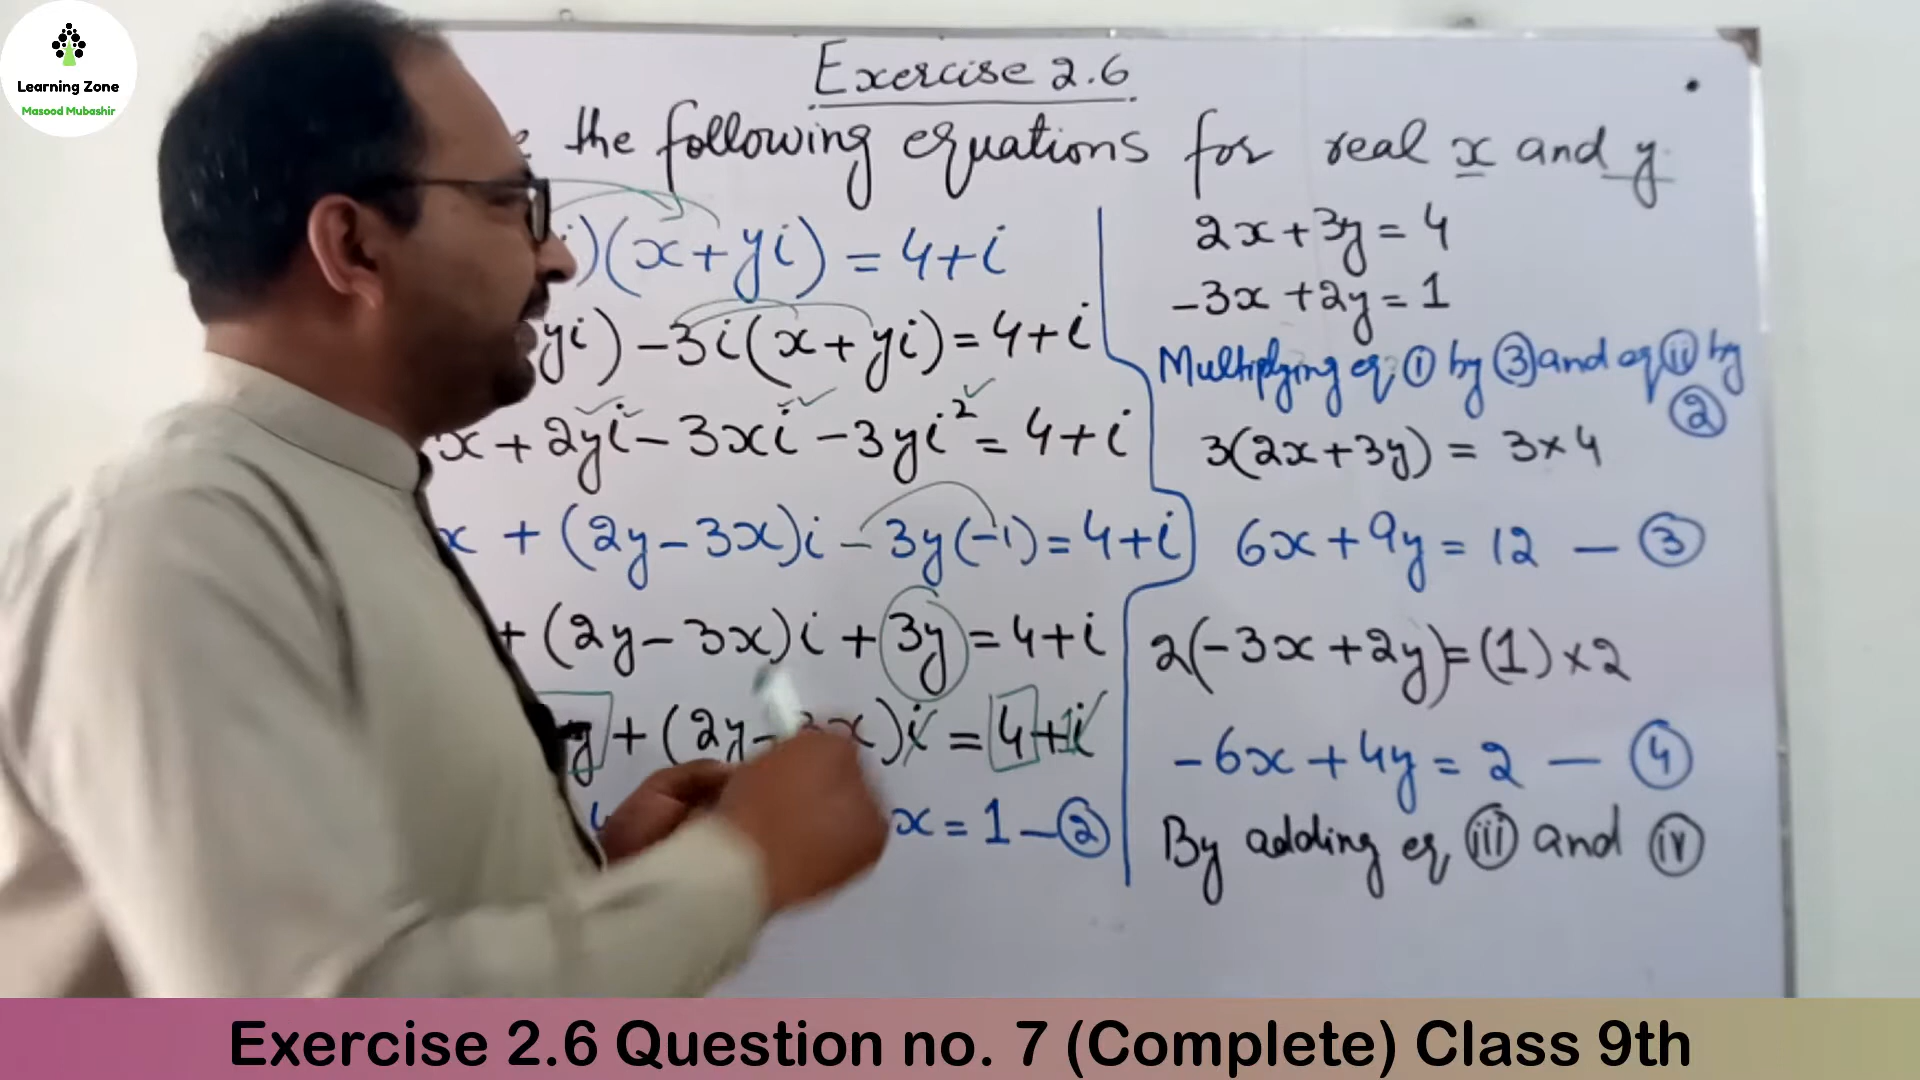 Learning Zone
Masood Mubashir
Exercise 2.6
the following equations for real x and y
)(x+yi) = 4+i
yi) -3i(x+yi) = 4+i
x + 2yi - 3xi - 3yi² = 4+i
x + (2y-3x)i - 3y(-1) = 4+i
+ (2y-3x)i + 3y = 4+i
y + (2y-3x)i = 4+1i
x = 1 — ②
2x+3y = 4
-3x+2y = 1
Multiplying eq ① by ③ and eq ⓘⓘ by
②
3(2x+3y) = 3×4
6x+9y = 12 — ③
2(-3x+2y) = (1)×2
-6x+4y = 2 — ④
By adding eq (iii) and (iv)
Exercise 2.6 Question no. 7 (Complete) Class 9th